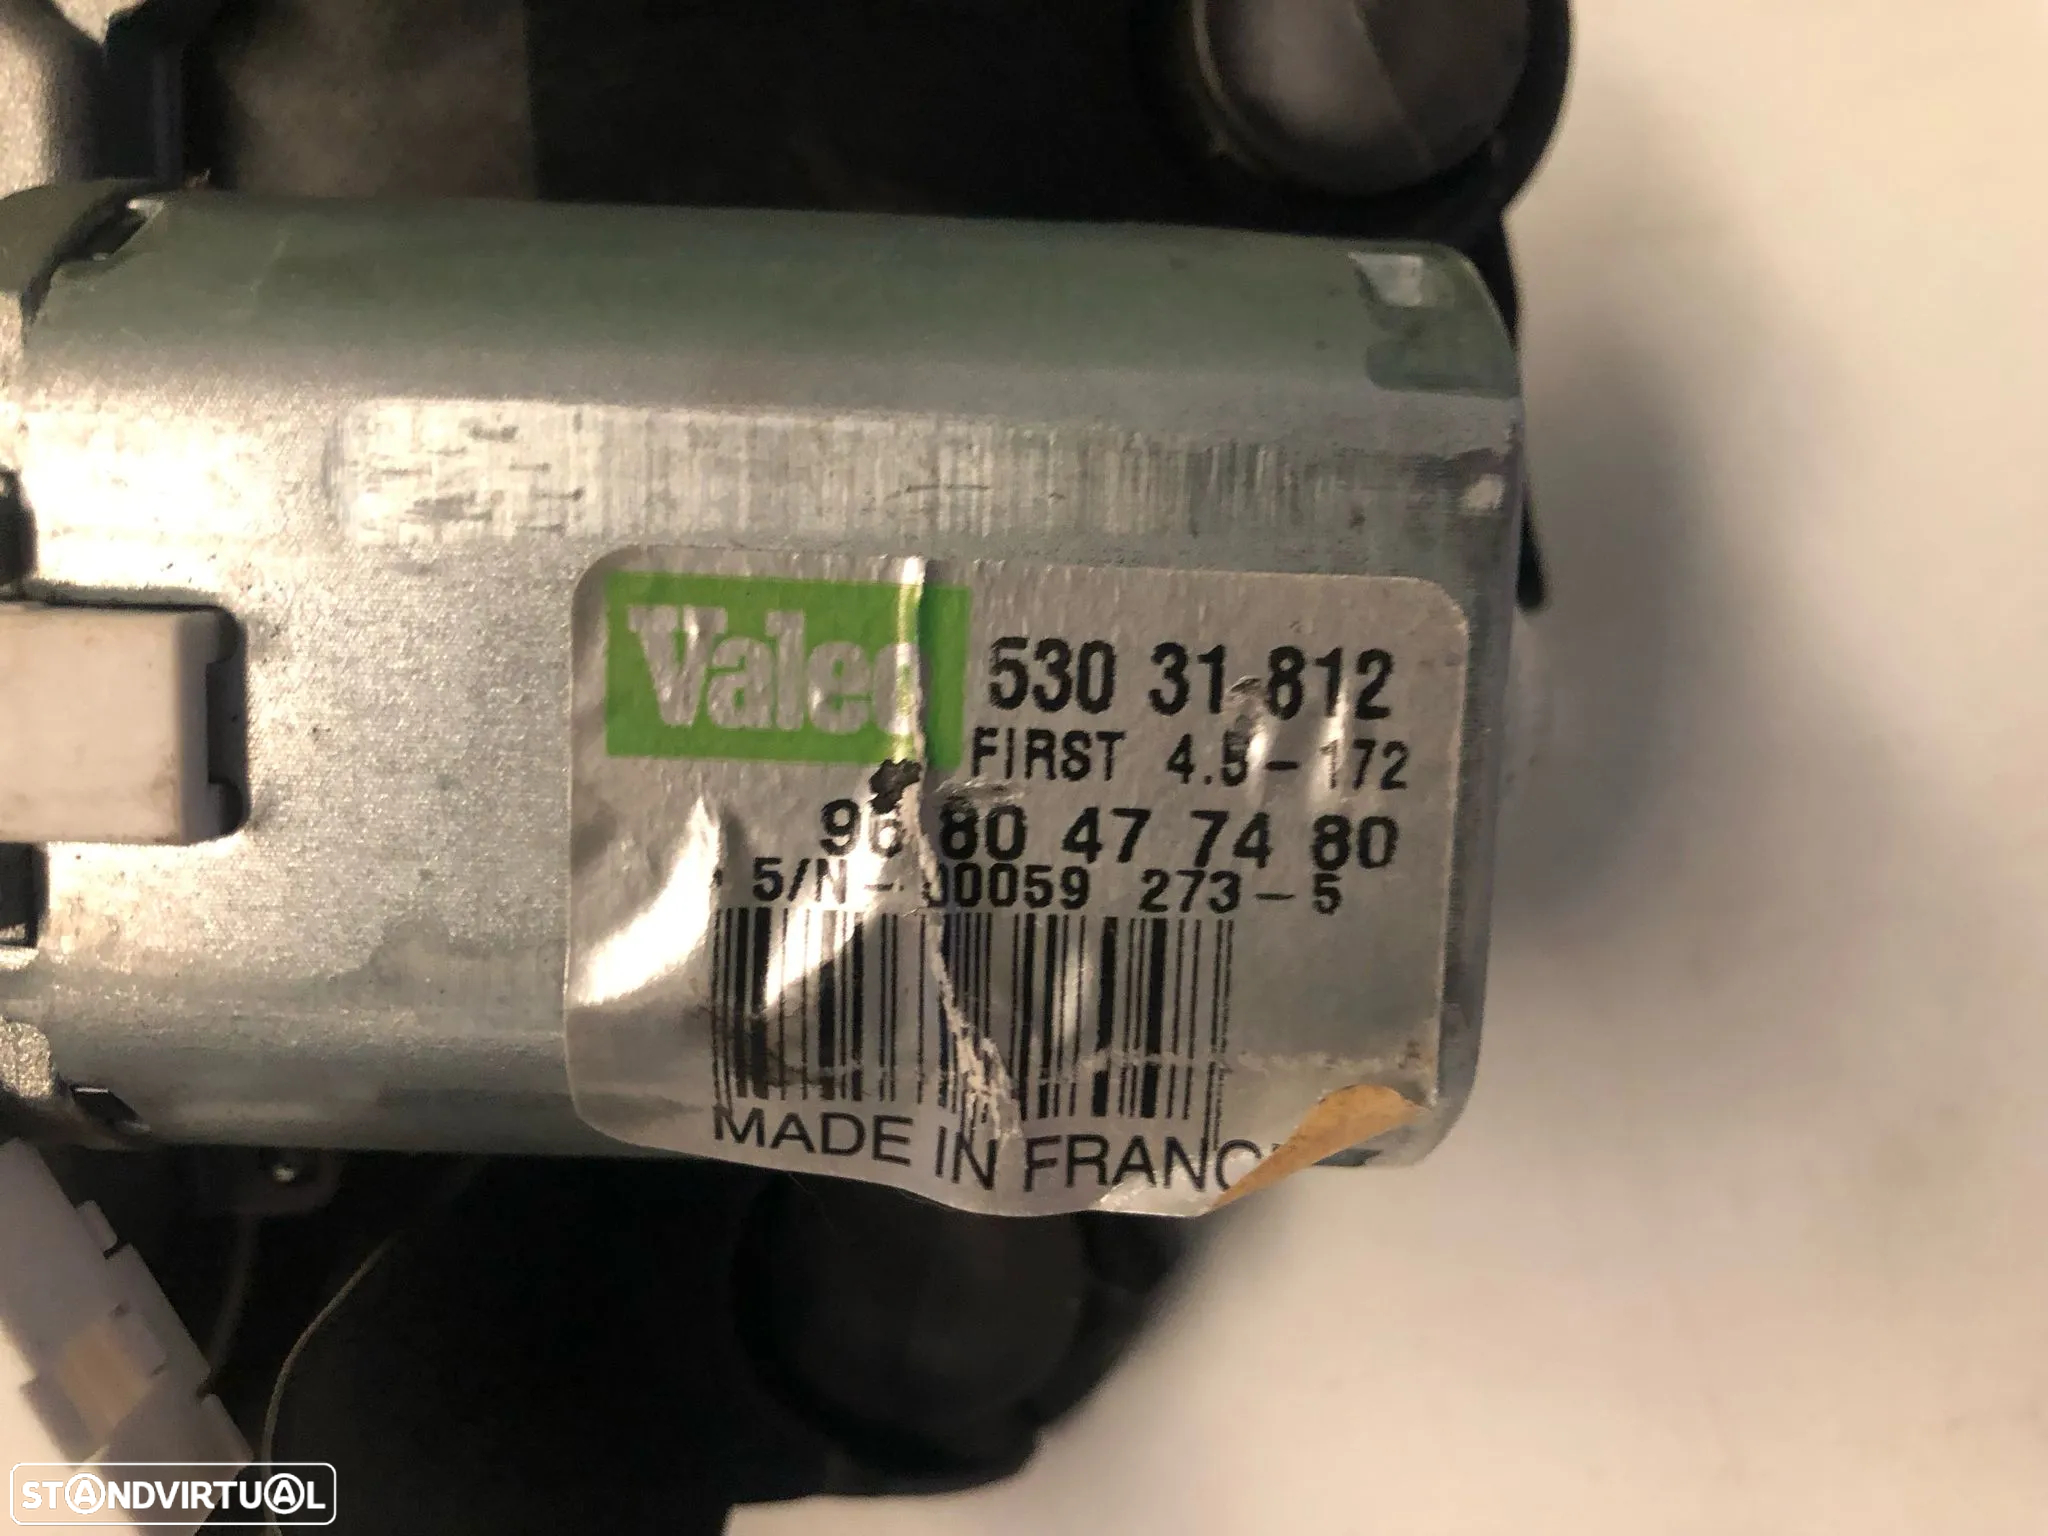 Valeo
530 31 812
FIRST 4.5-172
96 80 47 74 80
5/N-00059 273-5
MADE IN FRANC
STANDVIRTUAL